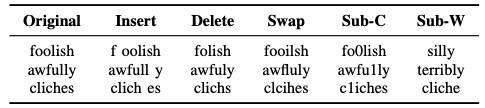 Original Insert Delete Swap Sub-C Sub-W
foolish f oolish folish fooilsh fo0lish silly
awfully awfull y awfuly awfluly awfu1ly terribly
cliches clich es clichs clcihes c1iches cliche